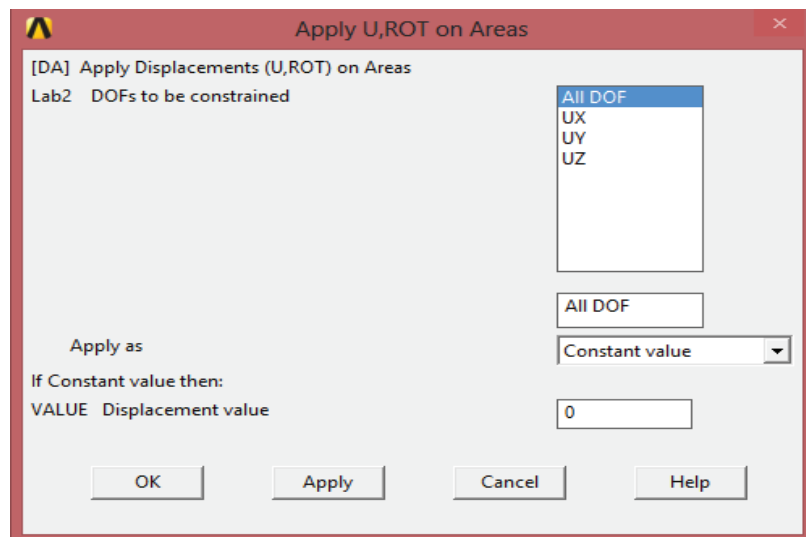 Apply U,ROT on Areas
[DA] Apply Displacements (U,ROT) on Areas
Lab2 DOFs to be constrained
All DOF
UX
UY
UZ
All DOF
Apply as
Constant value
If Constant value then:
VALUE Displacement value
0
OK Apply Cancel Help